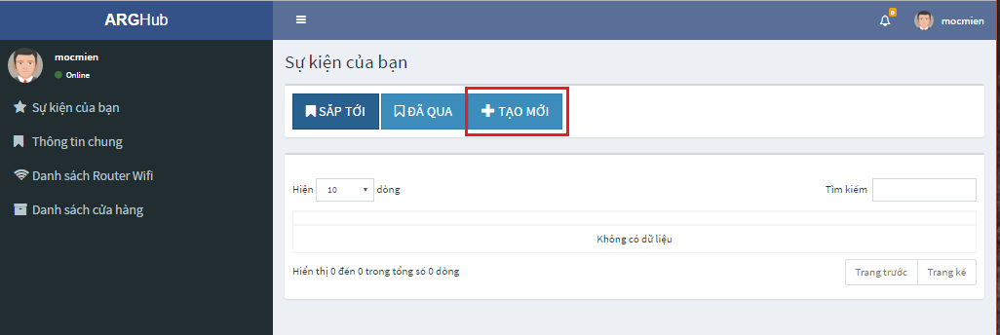 ARGHub
mocmien
mocmien
Online
Sự kiện của bạn
Thông tin chung
Danh sách Router Wifi
Danh sách cửa hàng
Sự kiện của bạn
SẮP TỚI ĐÃ QUA TẠO MỚI
Hiện 10 dòng Tìm kiếm
Không có dữ liệu
Hiển thị 0 đến 0 trong tổng số 0 dòng Trang trước Trang kế